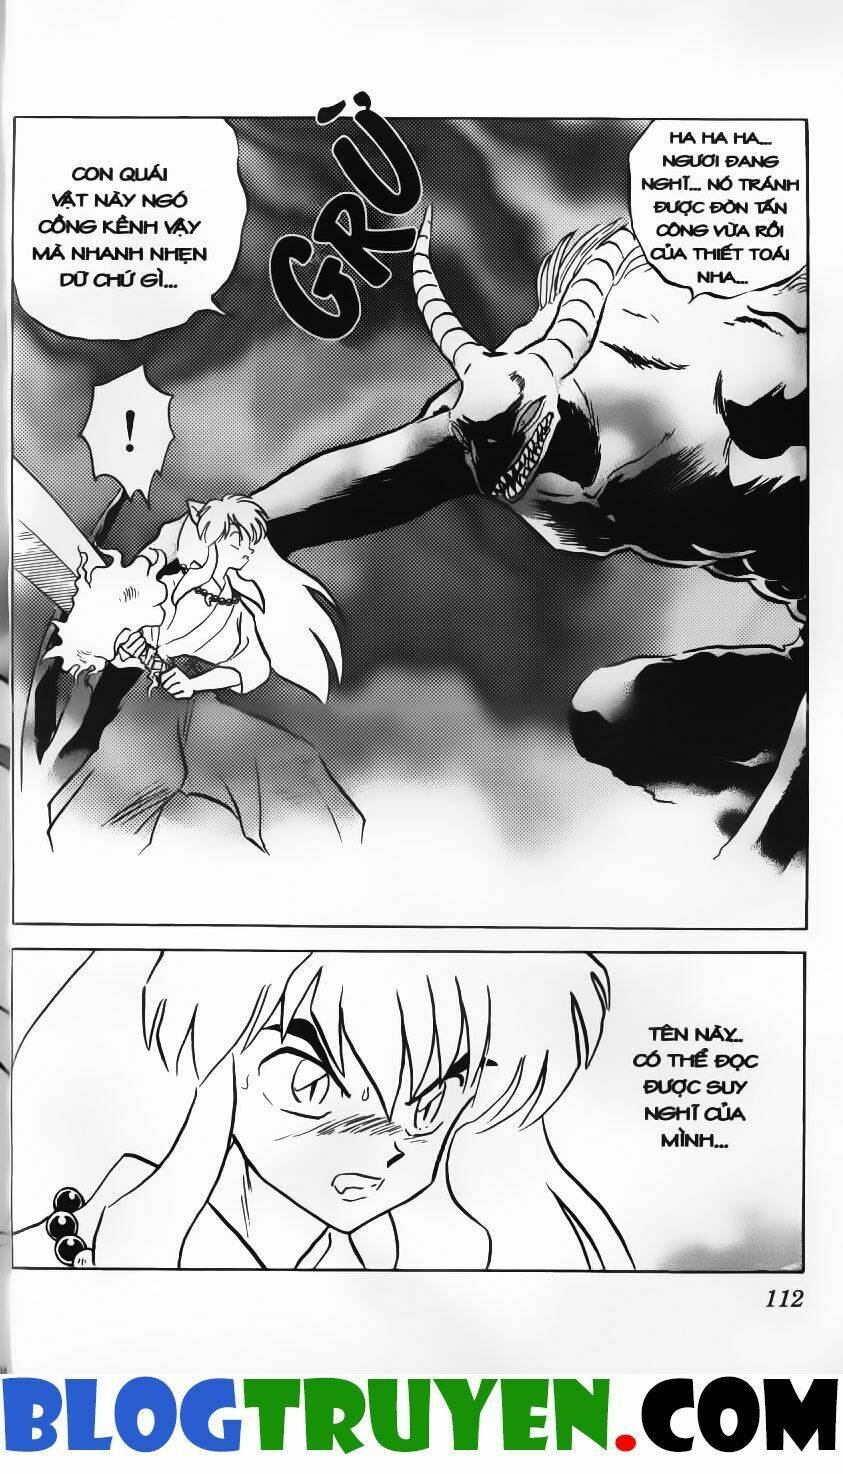 CON QUÁI
VẬT NÀY NGÓ
CỒNG KỀNH VẬY
MÀ NHANH NHẸN
DỮ CHỨ GÌ...
GRỪ
HA HA HA...
NGƯƠI ĐANG
NGHĨ... NÓ TRÁNH
ĐƯỢC ĐÒN TẤN
CÔNG VỪA RỒI
CỦA THIẾT TOÁI
NHA...
!
TÊN NÀY...
CÓ THỂ ĐỌC
ĐƯỢC SUY
NGHĨ CỦA
MÌNH...
112
BLOGTRUYEN.COM